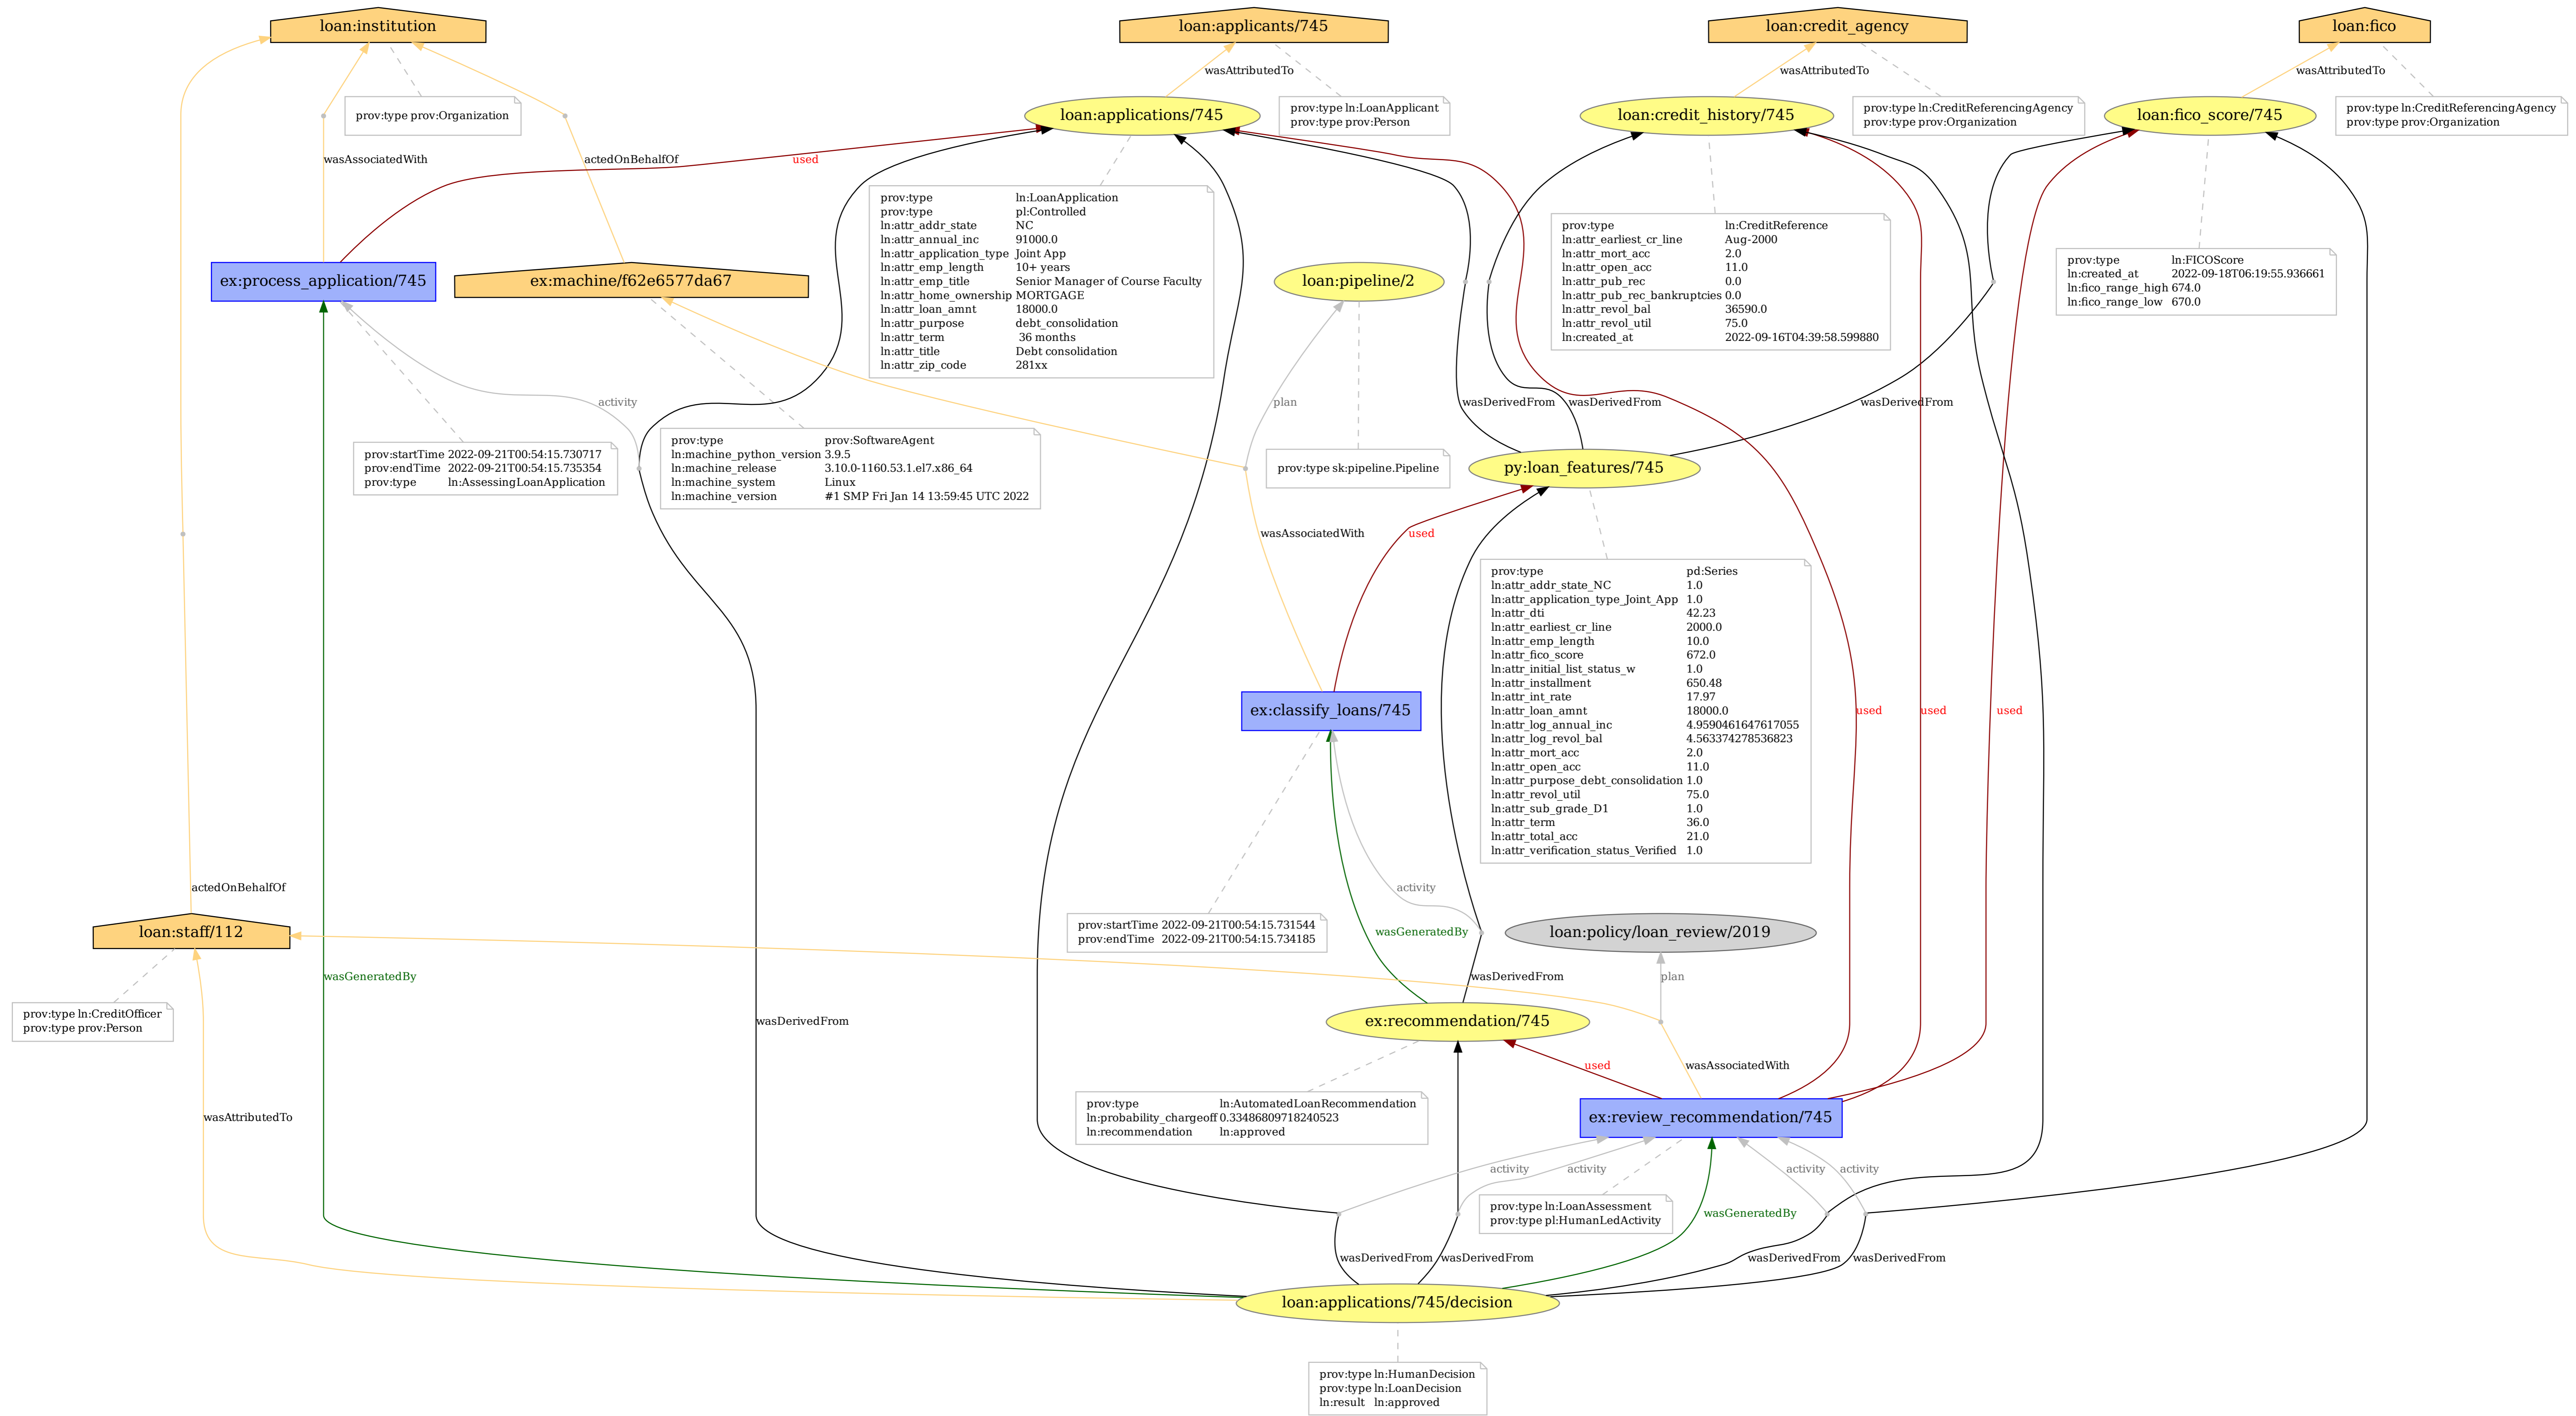 loan:institution
loan:applicants/745
loan:credit_agency
loan:fico
wasAttributedTo
wasAttributedTo
wasAttributedTo
prov:type prov:Organization
loan:applications/745
prov:type ln:LoanApplicant
prov:type prov:Person
loan:credit_history/745
prov:type ln:CreditReferencingAgency
prov:type prov:Organization
loan:fico_score/745
prov:type ln:CreditReferencingAgency
prov:type prov:Organization
wasAssociatedWith
actedOnBehalfOf
used
prov:type ln:LoanApplication
prov:type pl:Controlled
ln:attr_addr_state NC
ln:attr_annual_inc 91000.0
ln:attr_application_type Joint App
ln:attr_emp_length 10+ years
ln:attr_emp_title Senior Manager of Course Faculty
ln:attr_home_ownership MORTGAGE
ln:attr_loan_amnt 18000.0
ln:attr_purpose debt_consolidation
ln:attr_term 36 months
ln:attr_title Debt consolidation
ln:attr_zip_code 281xx
prov:type ln:CreditReference
ln:attr_earliest_cr_line Aug-2000
ln:attr_mort_acc 2.0
ln:attr_open_acc 11.0
ln:attr_pub_rec 0.0
ln:attr_pub_rec_bankruptcies 0.0
ln:attr_revol_bal 36590.0
ln:attr_revol_util 75.0
ln:created_at 2022-09-16T04:39:58.599880
prov:type ln:FICOScore
ln:created_at 2022-09-18T06:19:55.936661
ln:fico_range_high 674.0
ln:fico_range_low 670.0
ex:process_application/745
ex:machine/f62e6577da67
loan:pipeline/2
activity
plan
wasDerivedFrom
wasDerivedFrom
wasDerivedFrom
prov:startTime 2022-09-21T00:54:15.730717
prov:endTime 2022-09-21T00:54:15.735354
prov:type ln:AssessingLoanApplication
prov:type prov:SoftwareAgent
ln:machine_python_version 3.9.5
ln:machine_release 3.10.0-1160.53.1.el7.x86_64
ln:machine_system Linux
ln:machine_version #1 SMP Fri Jan 14 13:59:45 UTC 2022
prov:type sk:pipeline.Pipeline
py:loan_features/745
wasAssociatedWith
used
prov:type pd:Series
ln:attr_addr_state_NC 1.0
ln:attr_application_type_Joint_App 1.0
ln:attr_dti 42.23
ln:attr_earliest_cr_line 2000.0
ln:attr_emp_length 10.0
ln:attr_fico_score 672.0
ln:attr_initial_list_status_w 1.0
ln:attr_installment 650.48
ln:attr_int_rate 17.97
ln:attr_loan_amnt 18000.0
ln:attr_log_annual_inc 4.9590461647617055
ln:attr_log_revol_bal 4.563374278536823
ln:attr_mort_acc 2.0
ln:attr_open_acc 11.0
ln:attr_purpose_debt_consolidation 1.0
ln:attr_revol_util 75.0
ln:attr_sub_grade_D1 1.0
ln:attr_term 36.0
ln:attr_total_acc 21.0
ln:attr_verification_status_Verified 1.0
ex:classify_loans/745
used
used
used
actedOnBehalfOf
activity
loan:staff/112
prov:startTime 2022-09-21T00:54:15.731544
prov:endTime 2022-09-21T00:54:15.734185
wasGeneratedBy
loan:policy/loan_review/2019
wasGeneratedBy
wasDerivedFrom
plan
prov:type ln:CreditOfficer
prov:type prov:Person
wasDerivedFrom
ex:recommendation/745
used
wasAssociatedWith
wasAttributedTo
prov:type ln:AutomatedLoanRecommendation
ln:probability_chargeoff 0.33486809718240523
ln:recommendation ln:approved
ex:review_recommendation/745
activity
activity
activity
activity
prov:type ln:LoanAssessment
prov:type pl:HumanLedActivity
wasGeneratedBy
wasDerivedFrom
wasDerivedFrom
wasDerivedFrom
wasDerivedFrom
loan:applications/745/decision
prov:type ln:HumanDecision
prov:type ln:LoanDecision
ln:result ln:approved